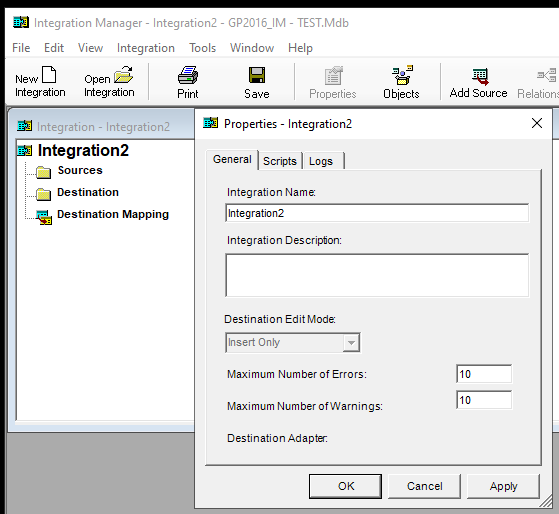 Integration Manager - Integration2 - GP2016_IM - TEST.Mdb
File Edit View Integration Tools Window Help
New Integration
Open Integration
Print
Save
Properties
Objects
Add Source
Relations
Integration - Integration2
Integration2
Sources
Destination
Destination Mapping
Properties - Integration2
General Scripts Logs
Integration Name:
Integration2
Integration Description:
Destination Edit Mode:
Insert Only
Maximum Number of Errors: 10
Maximum Number of Warnings: 10
Destination Adapter:
OK Cancel Apply